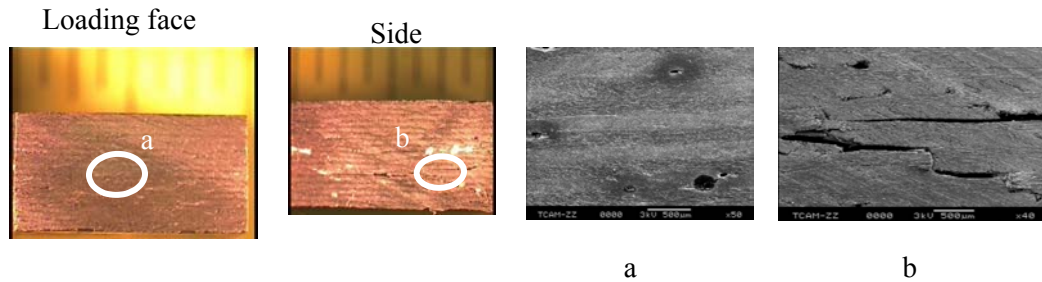 Loading face
Side
a
b
TCAM-ZZ 0000 3kV 500μm x50
TCAM-ZZ 0000 3kV 500μm x40
a
b